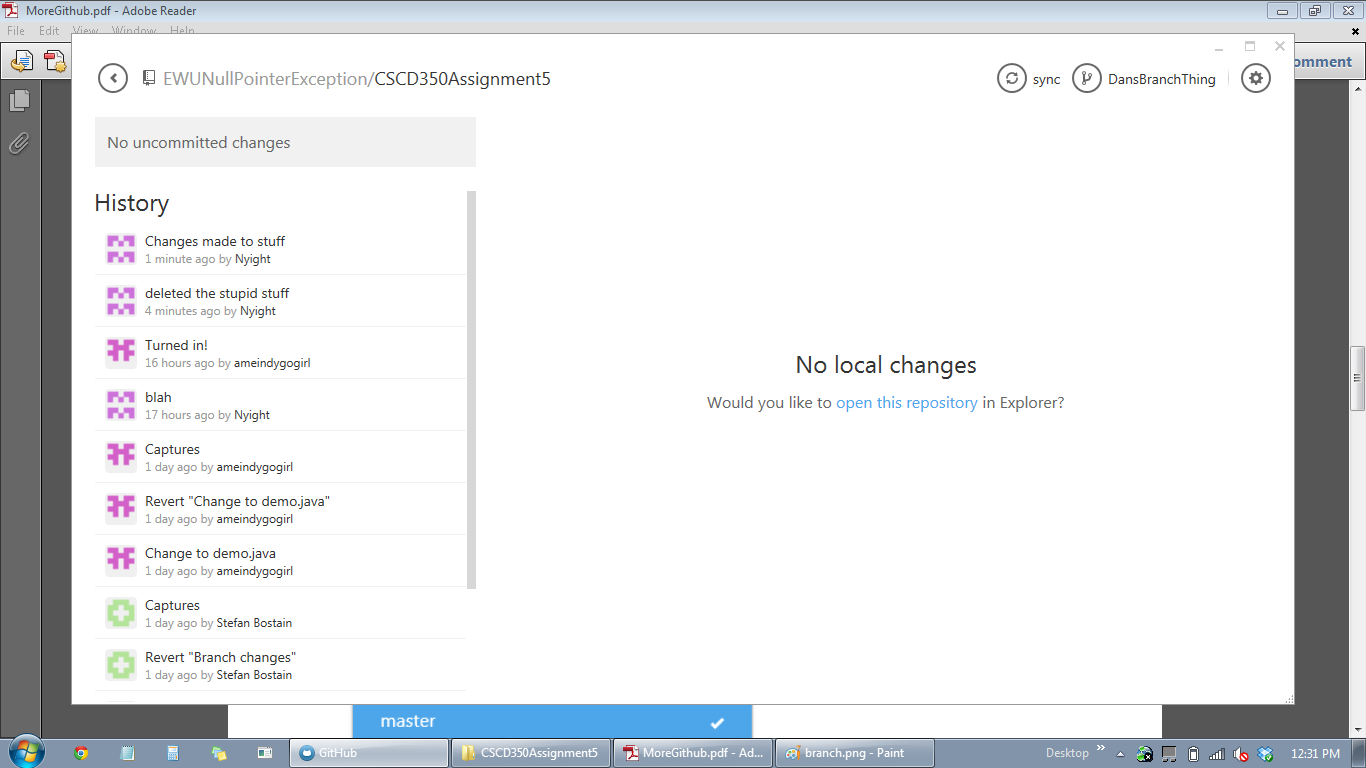 MoreGithub.pdf - Adobe Reader
File Edit View Window Help
omment
EWUNullPointerException/CSCD350Assignment5
sync
DansBranchThing
No uncommitted changes
History
Changes made to stuff
1 minute ago by Nyight
deleted the stupid stuff
4 minutes ago by Nyight
Turned in!
16 hours ago by ameindygogirl
blah
17 hours ago by Nyight
Captures
1 day ago by ameindygogirl
Revert "Change to demo.java"
1 day ago by ameindygogirl
Change to demo.java
1 day ago by ameindygogirl
Captures
1 day ago by Stefan Bostain
Revert "Branch changes"
1 day ago by Stefan Bostain
No local changes
Would you like to open this repository in Explorer?
master
GitHub
CSCD350Assignment5
MoreGithub.pdf - Ad...
branch.png - Paint
Desktop
12:31 PM